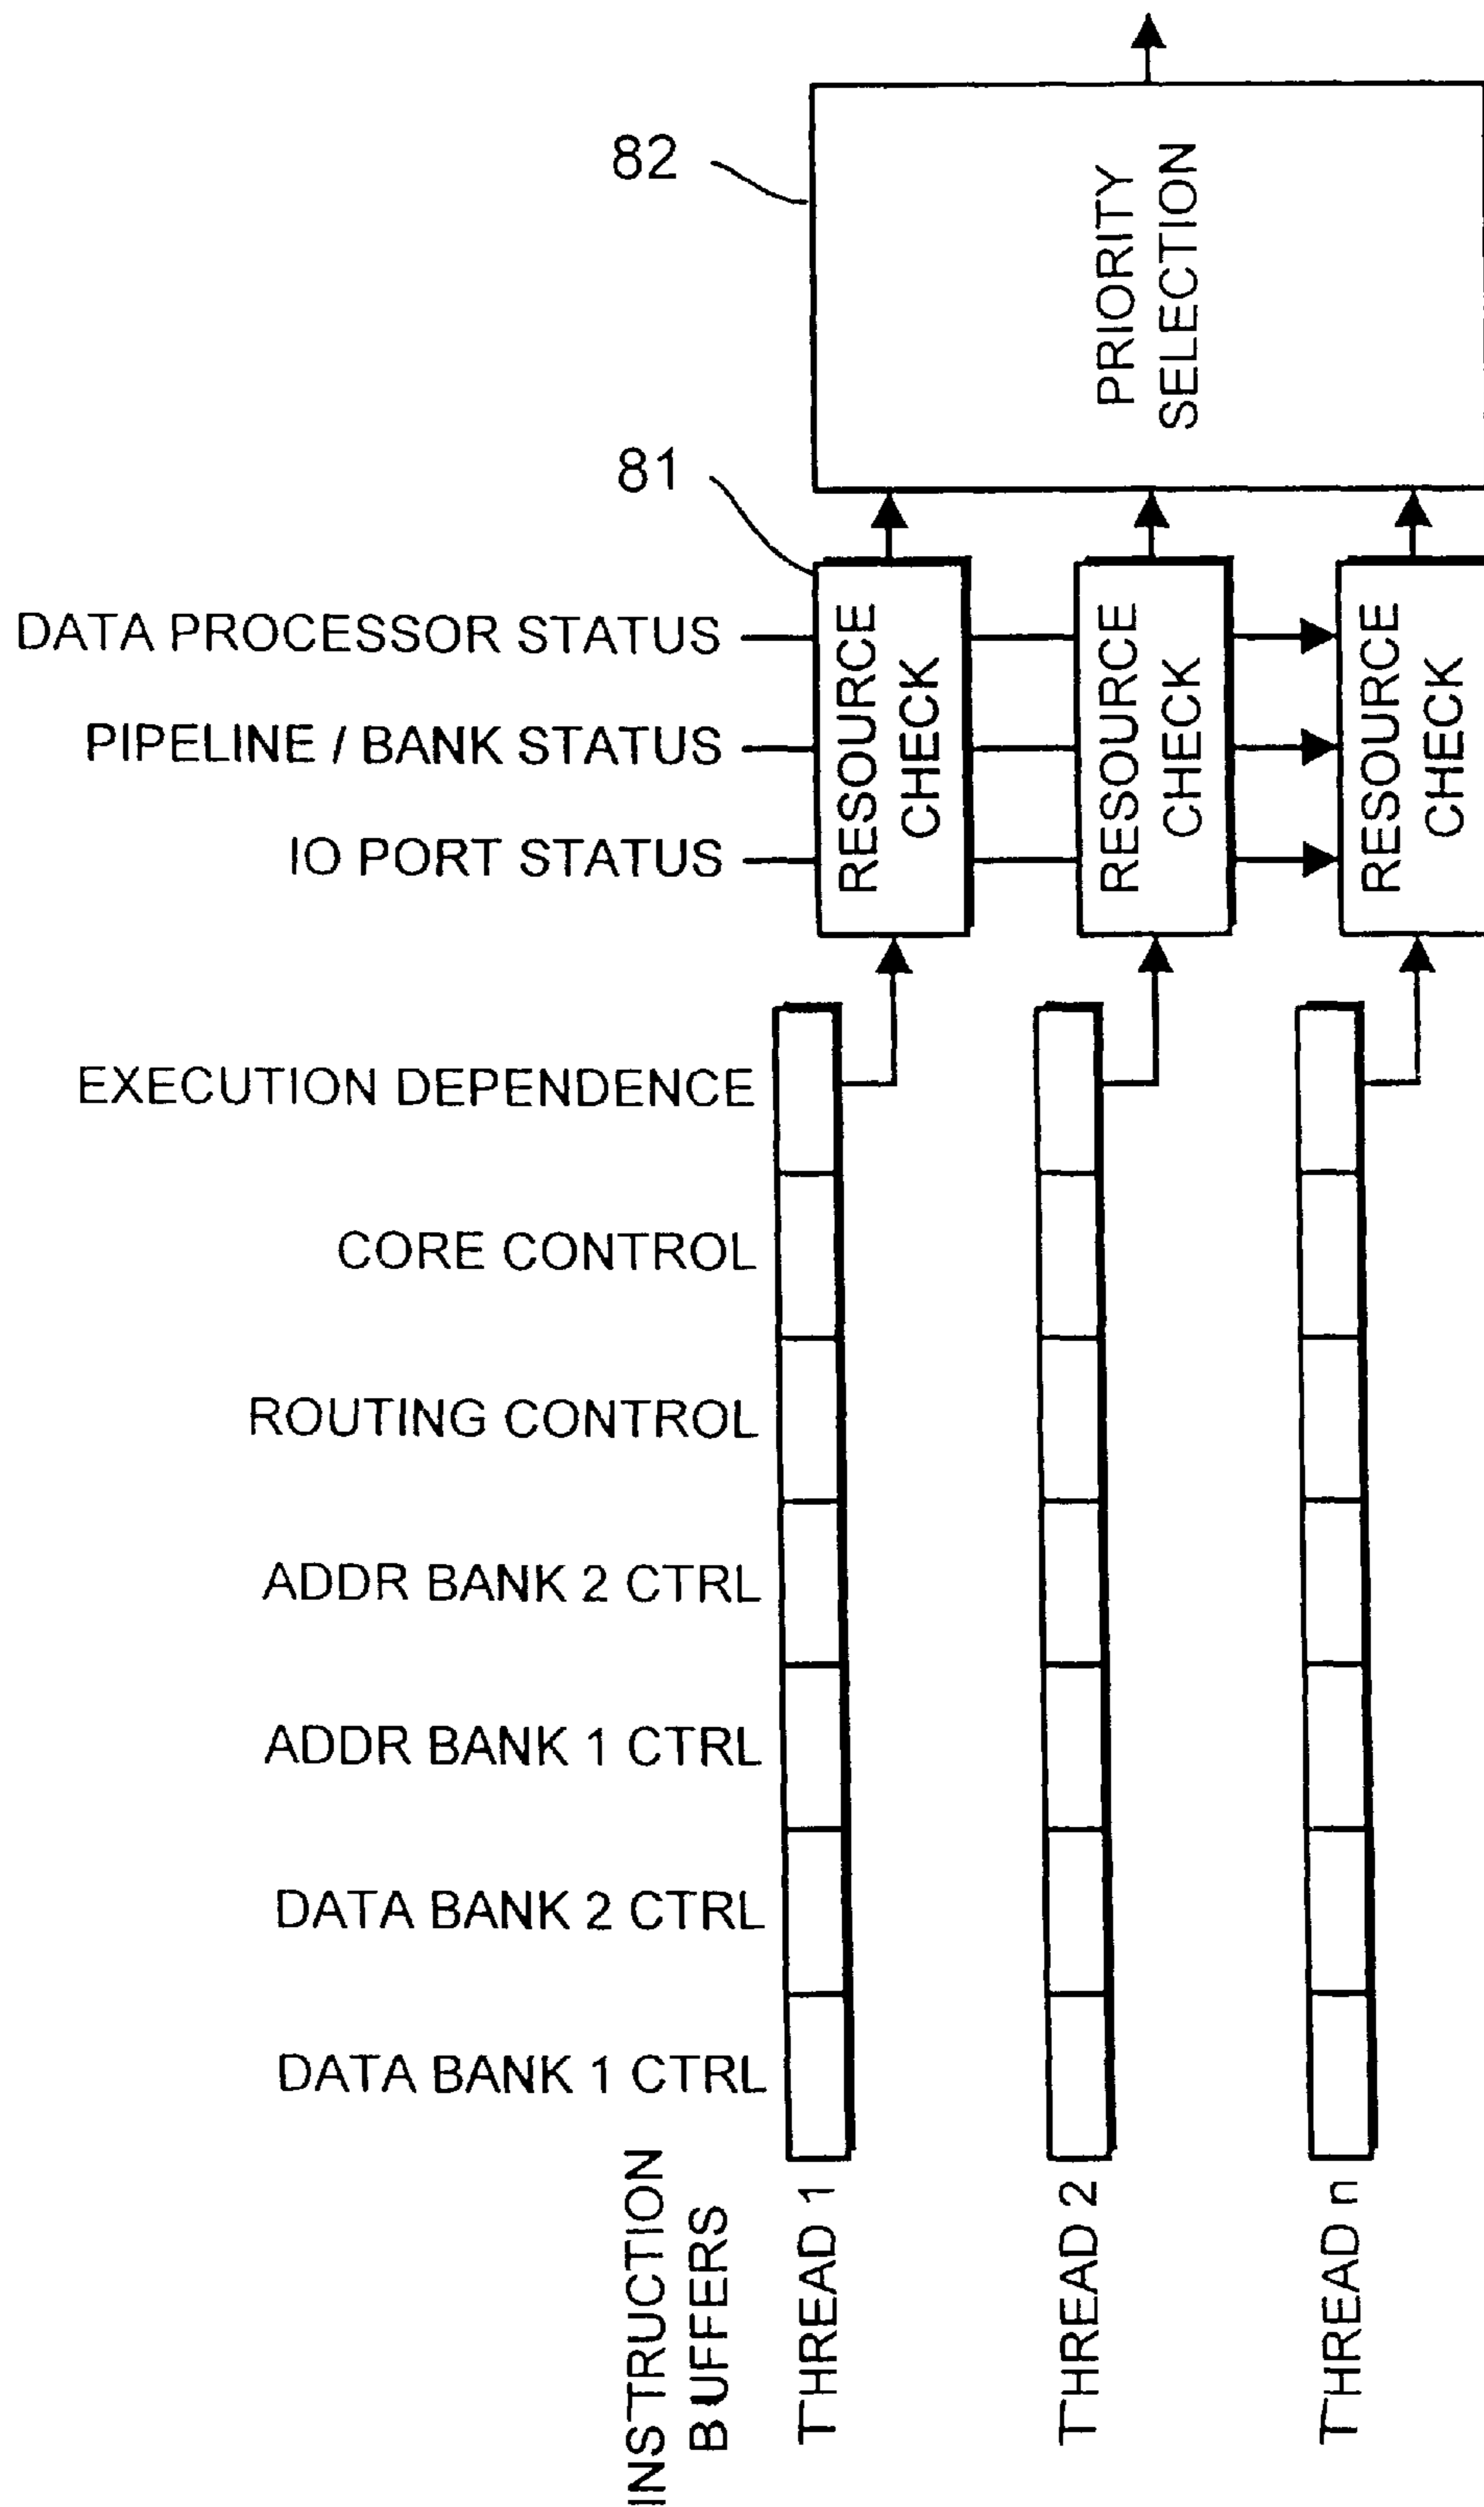 82
PRIORITY
SELECTION
81
DATA PROCESSOR STATUS
PIPELINE / BANK STATUS
IO PORT STATUS
RESOURCE
CHECK
RESOURCE
CHECK
RESOURCE
CHECK
EXECUTION DEPENDENCE
CORE CONTROL
ROUTING CONTROL
ADDR BANK 2 CTRL
ADDR BANK 1 CTRL
DATA BANK 2 CTRL
DATA BANK 1 CTRL
INSTRUCTION
BUFFERS
THREAD 1
THREAD 2
THREAD n